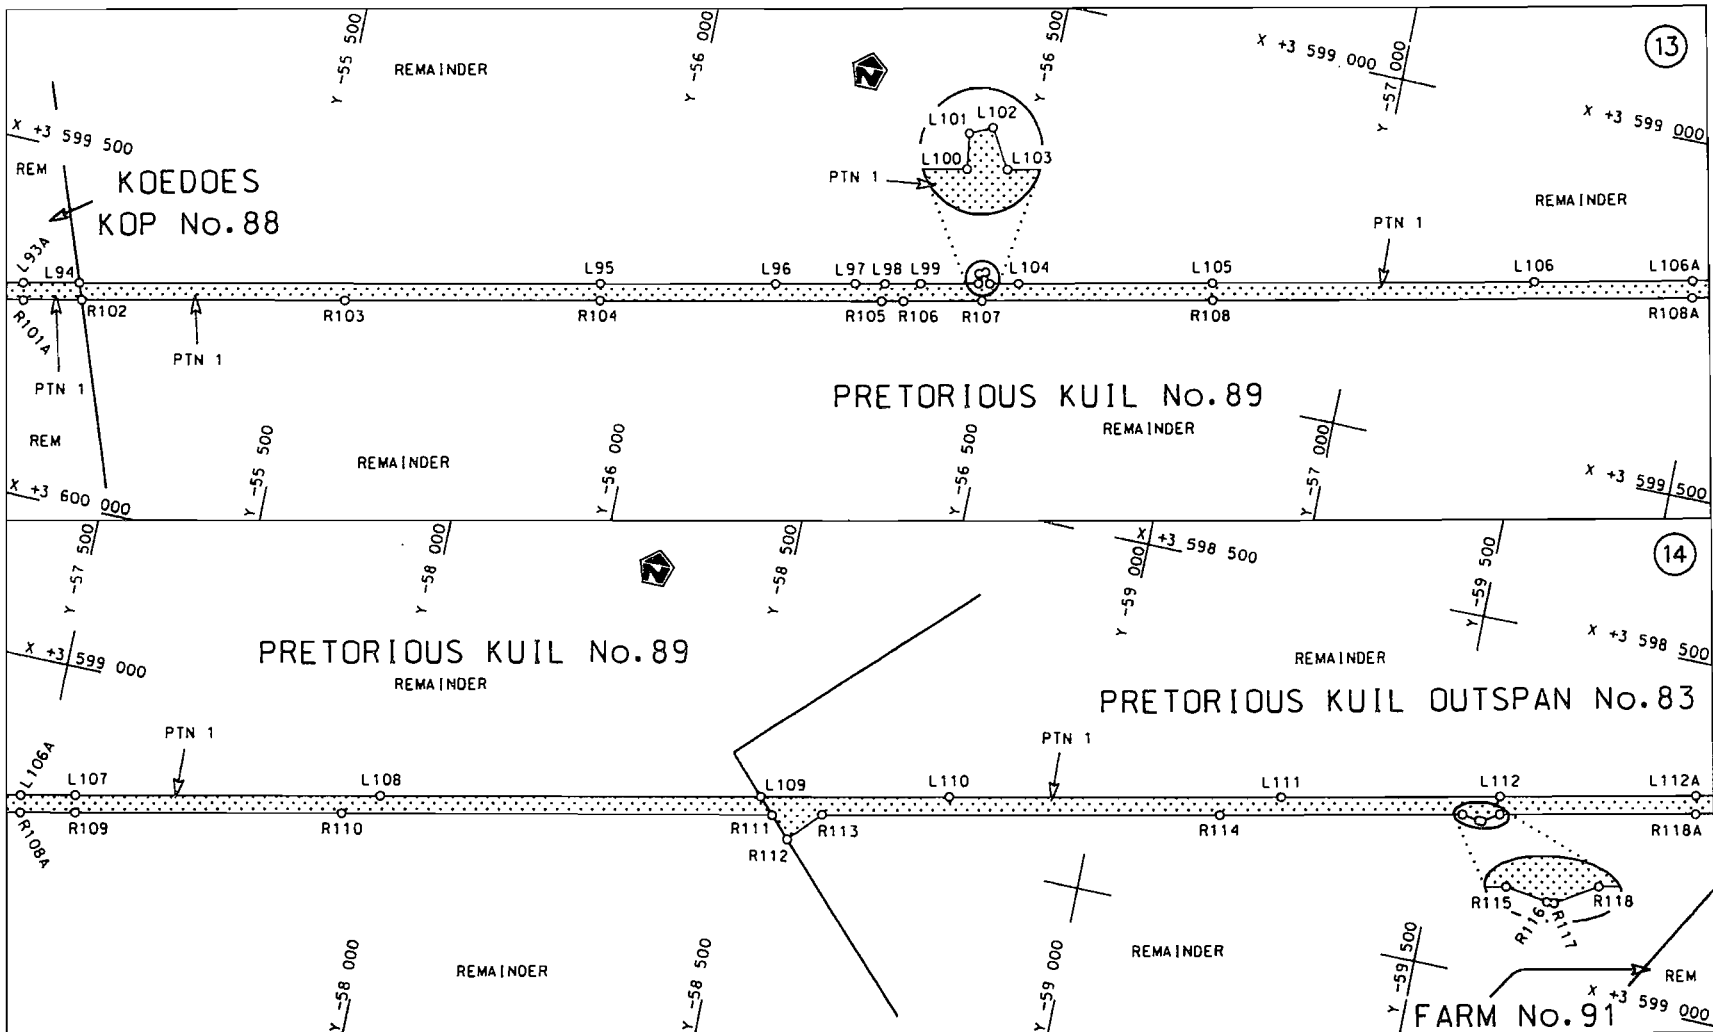 Y -55 500
REMAINDER
Y -56 000
Y -56 500
X +3 599 000
Y -57 000
13
X +3 599 000
X +3 599 500
REM
KOEDOES
KOP No.88
L101
L102
L100
L103
PTN 1
REMAINDER
PTN 1
L93A
L94
L95
L96
L97
L98
L99
L104
L105
L106
L106A
R101A
R102
R103
R104
R105
R106
R107
R108
R108A
PTN 1
PTN 1
PRETORIOUS KUIL No.89
REMAINDER
REM
REMAINDER
Y -55 500
Y -56 000
Y -56 500
Y -57 000
X +3 599 500
X +3 600 000
Y -57 500
Y -58 000
Y -58 500
Y -59 000
X +3 598 500
Y -59 500
14
X +3 598 500
X +3 599 000
PRETORIOUS KUIL No.89
REMAINDER
REMAINDER
PRETORIOUS KUIL OUTSPAN No.83
PTN 1
PTN 1
L106A
L107
L108
L109
L110
L111
L112
L112A
R108A
R109
R110
R111
R112
R113
R114
R118A
R115
R116
R117
R118
REMAINDER
REMAINDER
Y -58 000
Y -58 500
Y -59 000
Y -59 500
REM
X +3 599 000
FARM No.91